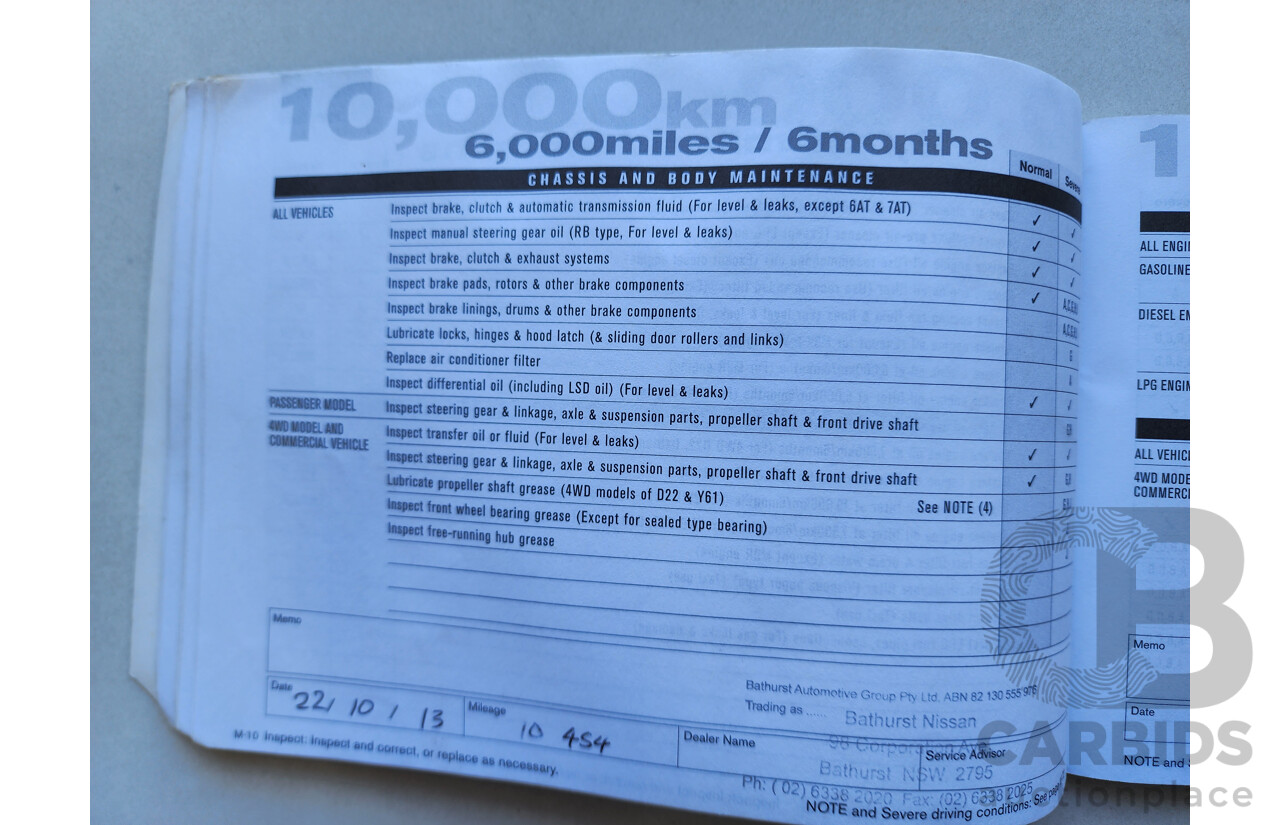 10,000km
6,000miles / 6months
CHASSIS AND BODY MAINTENANCE
Normal
ALL VEHICLES
Inspect brake, clutch & automatic transmission fluid (For level & leaks, except 6AT & 7AT) ✓ ✓
Inspect manual steering gear oil (RB type, For level & leaks) ✓ ✓
Inspect brake, clutch & exhaust systems ✓ ✓
Inspect brake pads, rotors & other brake components ✓
Inspect brake linings, drums & other brake components
Lubricate locks, hinges & hood latch (& sliding door rollers and links)
Replace air conditioner filter
Inspect differential oil (including LSD oil) (For level & leaks) ✓ ✓
PASSENGER MODEL
Inspect steering gear & linkage, axle & suspension parts, propeller shaft & front drive shaft
4WD MODEL AND
COMMERCIAL VEHICLE
Inspect transfer oil or fluid (For level & leaks) ✓ ✓
Inspect steering gear & linkage, axle & suspension parts, propeller shaft & front drive shaft ✓
Lubricate propeller shaft grease (4WD models of D22 & Y61) See NOTE (4)
Inspect front wheel bearing grease (Except for sealed type bearing)
Inspect free-running hub grease
Memo
Bathurst Automotive Group Pty. Ltd. ABN 82 130 555 976
Trading as ...... Bathurst Nissan
98 Corporation Ave
Bathurst NSW 2795
Ph: (02) 6338 2020 Fax: (02) 6338 2025
Date 22/ 10 / 13
Mileage 10 454
Dealer Name
Service Advisor
M-10 Inspect: Inspect and correct, or replace as necessary.
NOTE and Severe driving conditions: See
1
ALL
GASOLINE
DIESEL
LPG
ALL
4WD
Memo
Date
NOTE and
CARBIDS